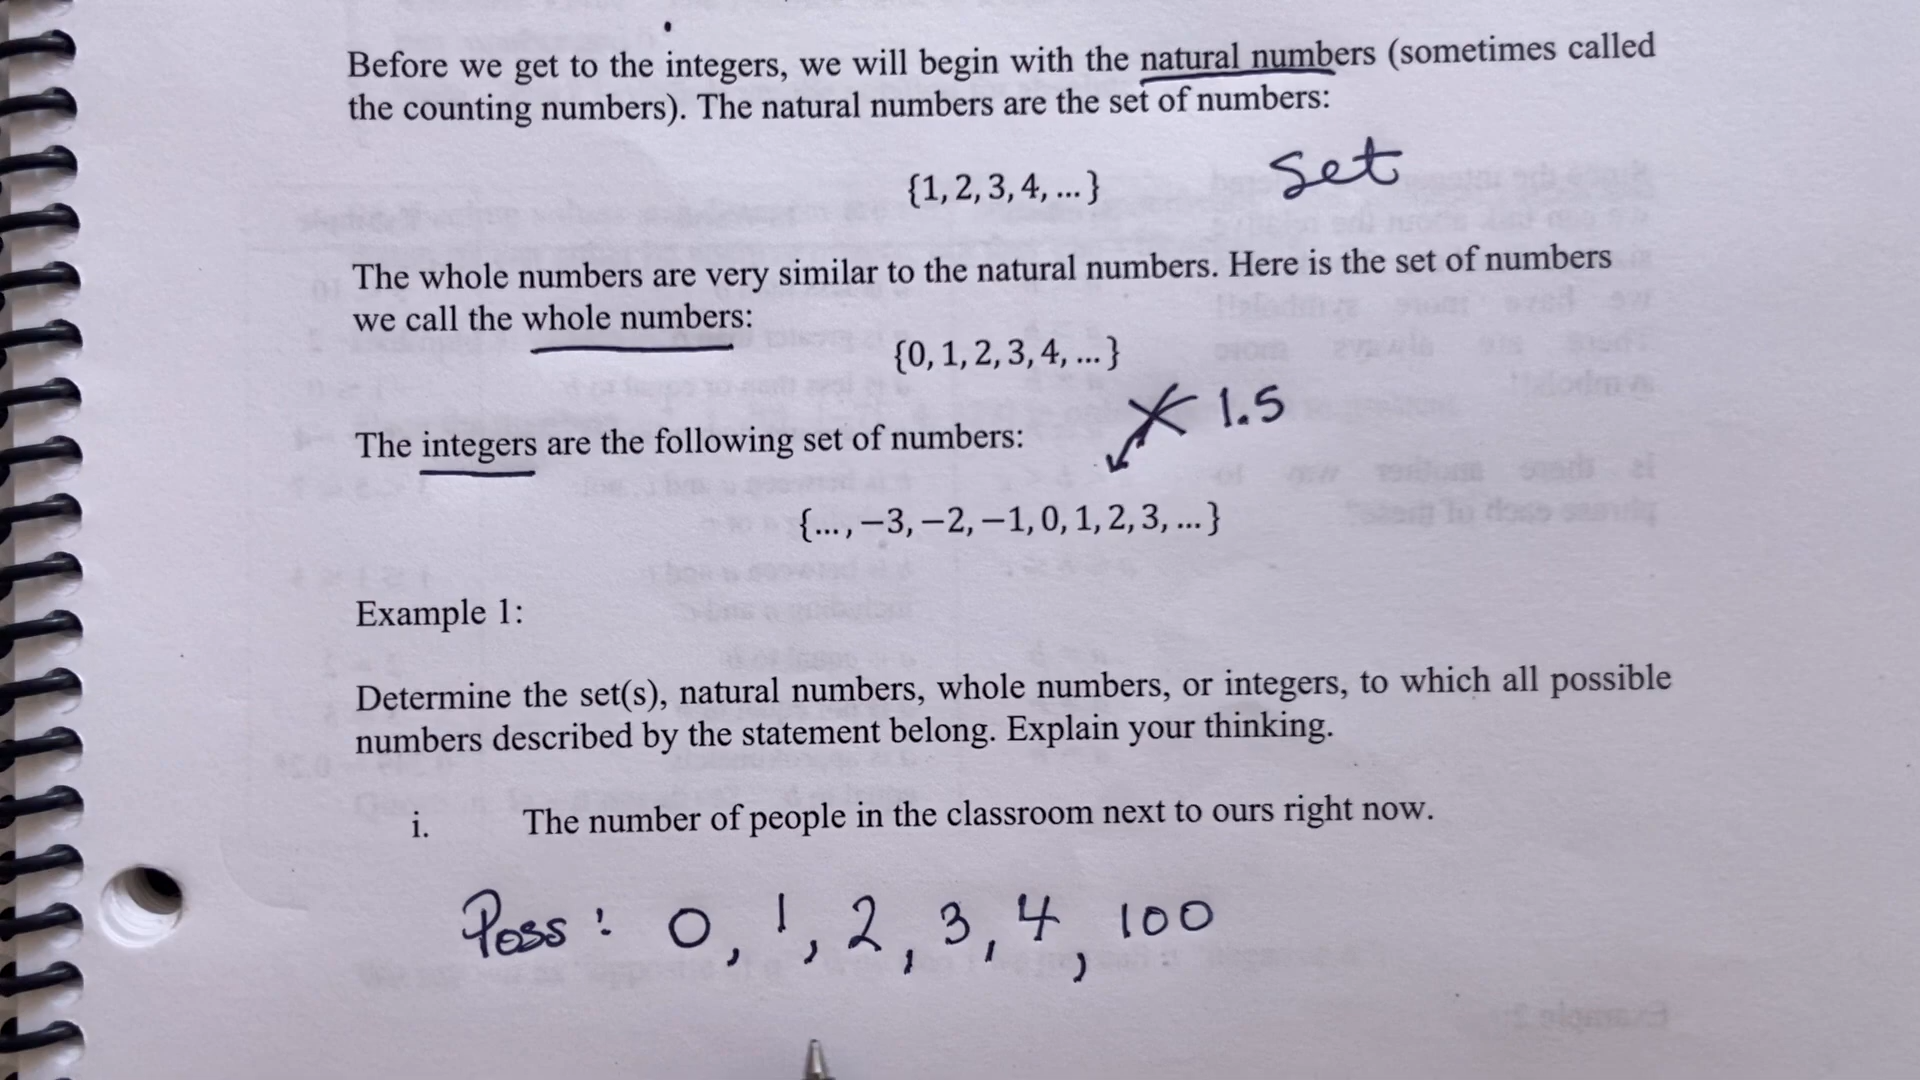 Before we get to the integers, we will begin with the natural numbers (sometimes called
the counting numbers). The natural numbers are the set of numbers:
{1, 2, 3, 4, ... }
Set
The whole numbers are very similar to the natural numbers. Here is the set of numbers
we call the whole numbers:
{0, 1, 2, 3, 4, ... }
1.5
The integers are the following set of numbers:
{..., −3, −2, −1, 0, 1, 2, 3, ... }
Example 1:
Determine the set(s), natural numbers, whole numbers, or integers, to which all possible
numbers described by the statement belong. Explain your thinking.
i. The number of people in the classroom next to ours right now.
Poss: 0, 1, 2, 3, 4, 100